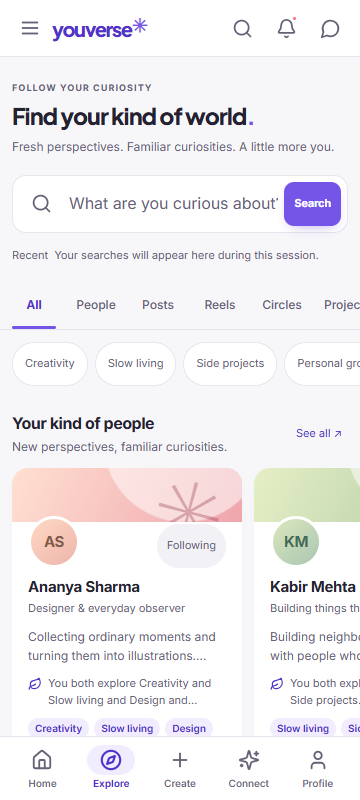 youverse
FOLLOW YOUR CURIOSITY
Find your kind of world.
Fresh perspectives. Familiar curiosities. A little more you.
What are you curious about?
Search
Recent Your searches will appear here during this session.
All People Posts Reels Circles Projec
Creativity Slow living Side projects Personal gro
Your kind of people
New perspectives, familiar curiosities.
See all ↗
AS
Following
Ananya Sharma
Designer & everyday observer
Collecting ordinary moments and
turning them into illustrations....
You both explore Creativity and
Slow living and Design and...
Creativity Slow living Design
KM
Kabir Mehta
Building things th
Building neighbo
with people who
You both expl
Side projects.
Slow living Sid
Home Explore Create Connect Profile